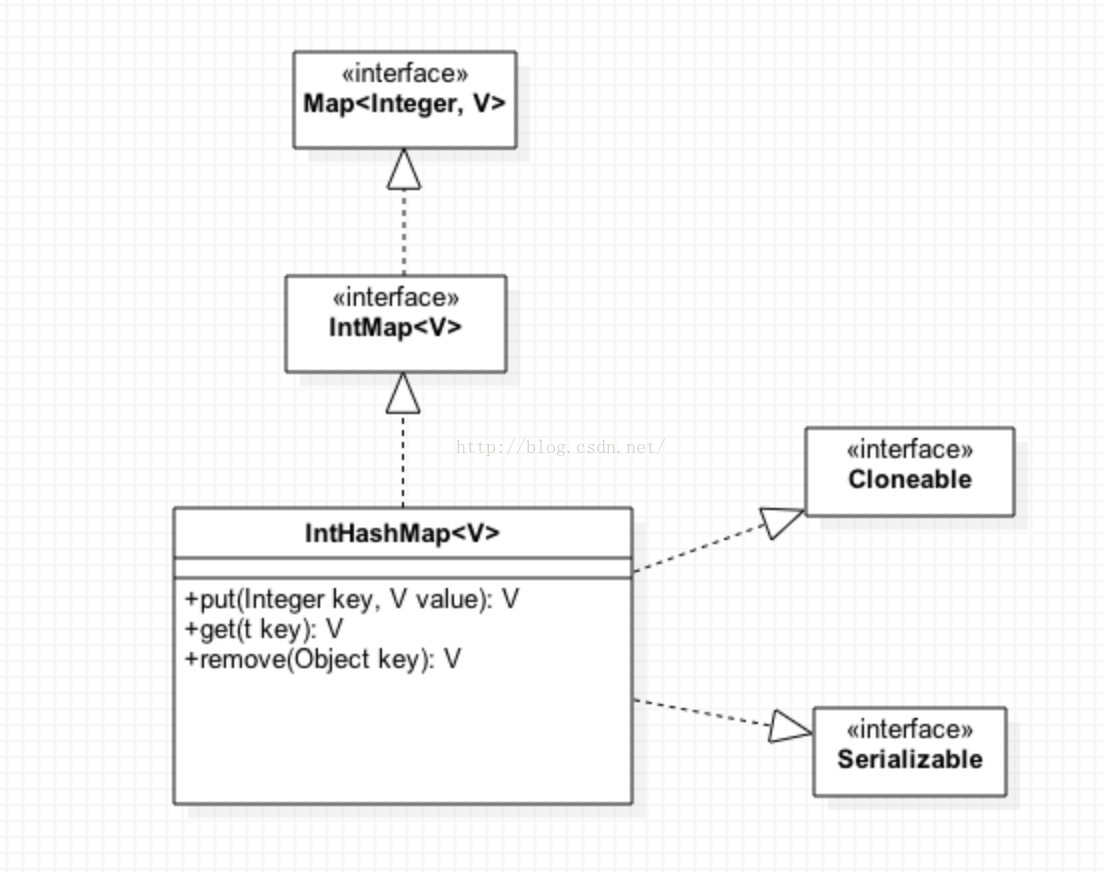 «interface»
Map<Integer, V>
«interface»
IntMap<V>
http://blog.csdn.net/
«interface»
Cloneable
IntHashMap<V>
+put(Integer key, V value): V
+get(t key): V
+remove(Object key): V
«interface»
Serializable